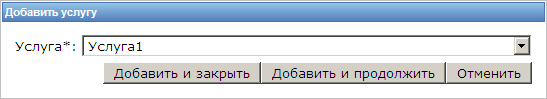 Добавить услугу
Услуга*: Услуга1
Добавить и закрыть Добавить и продолжить Отменить